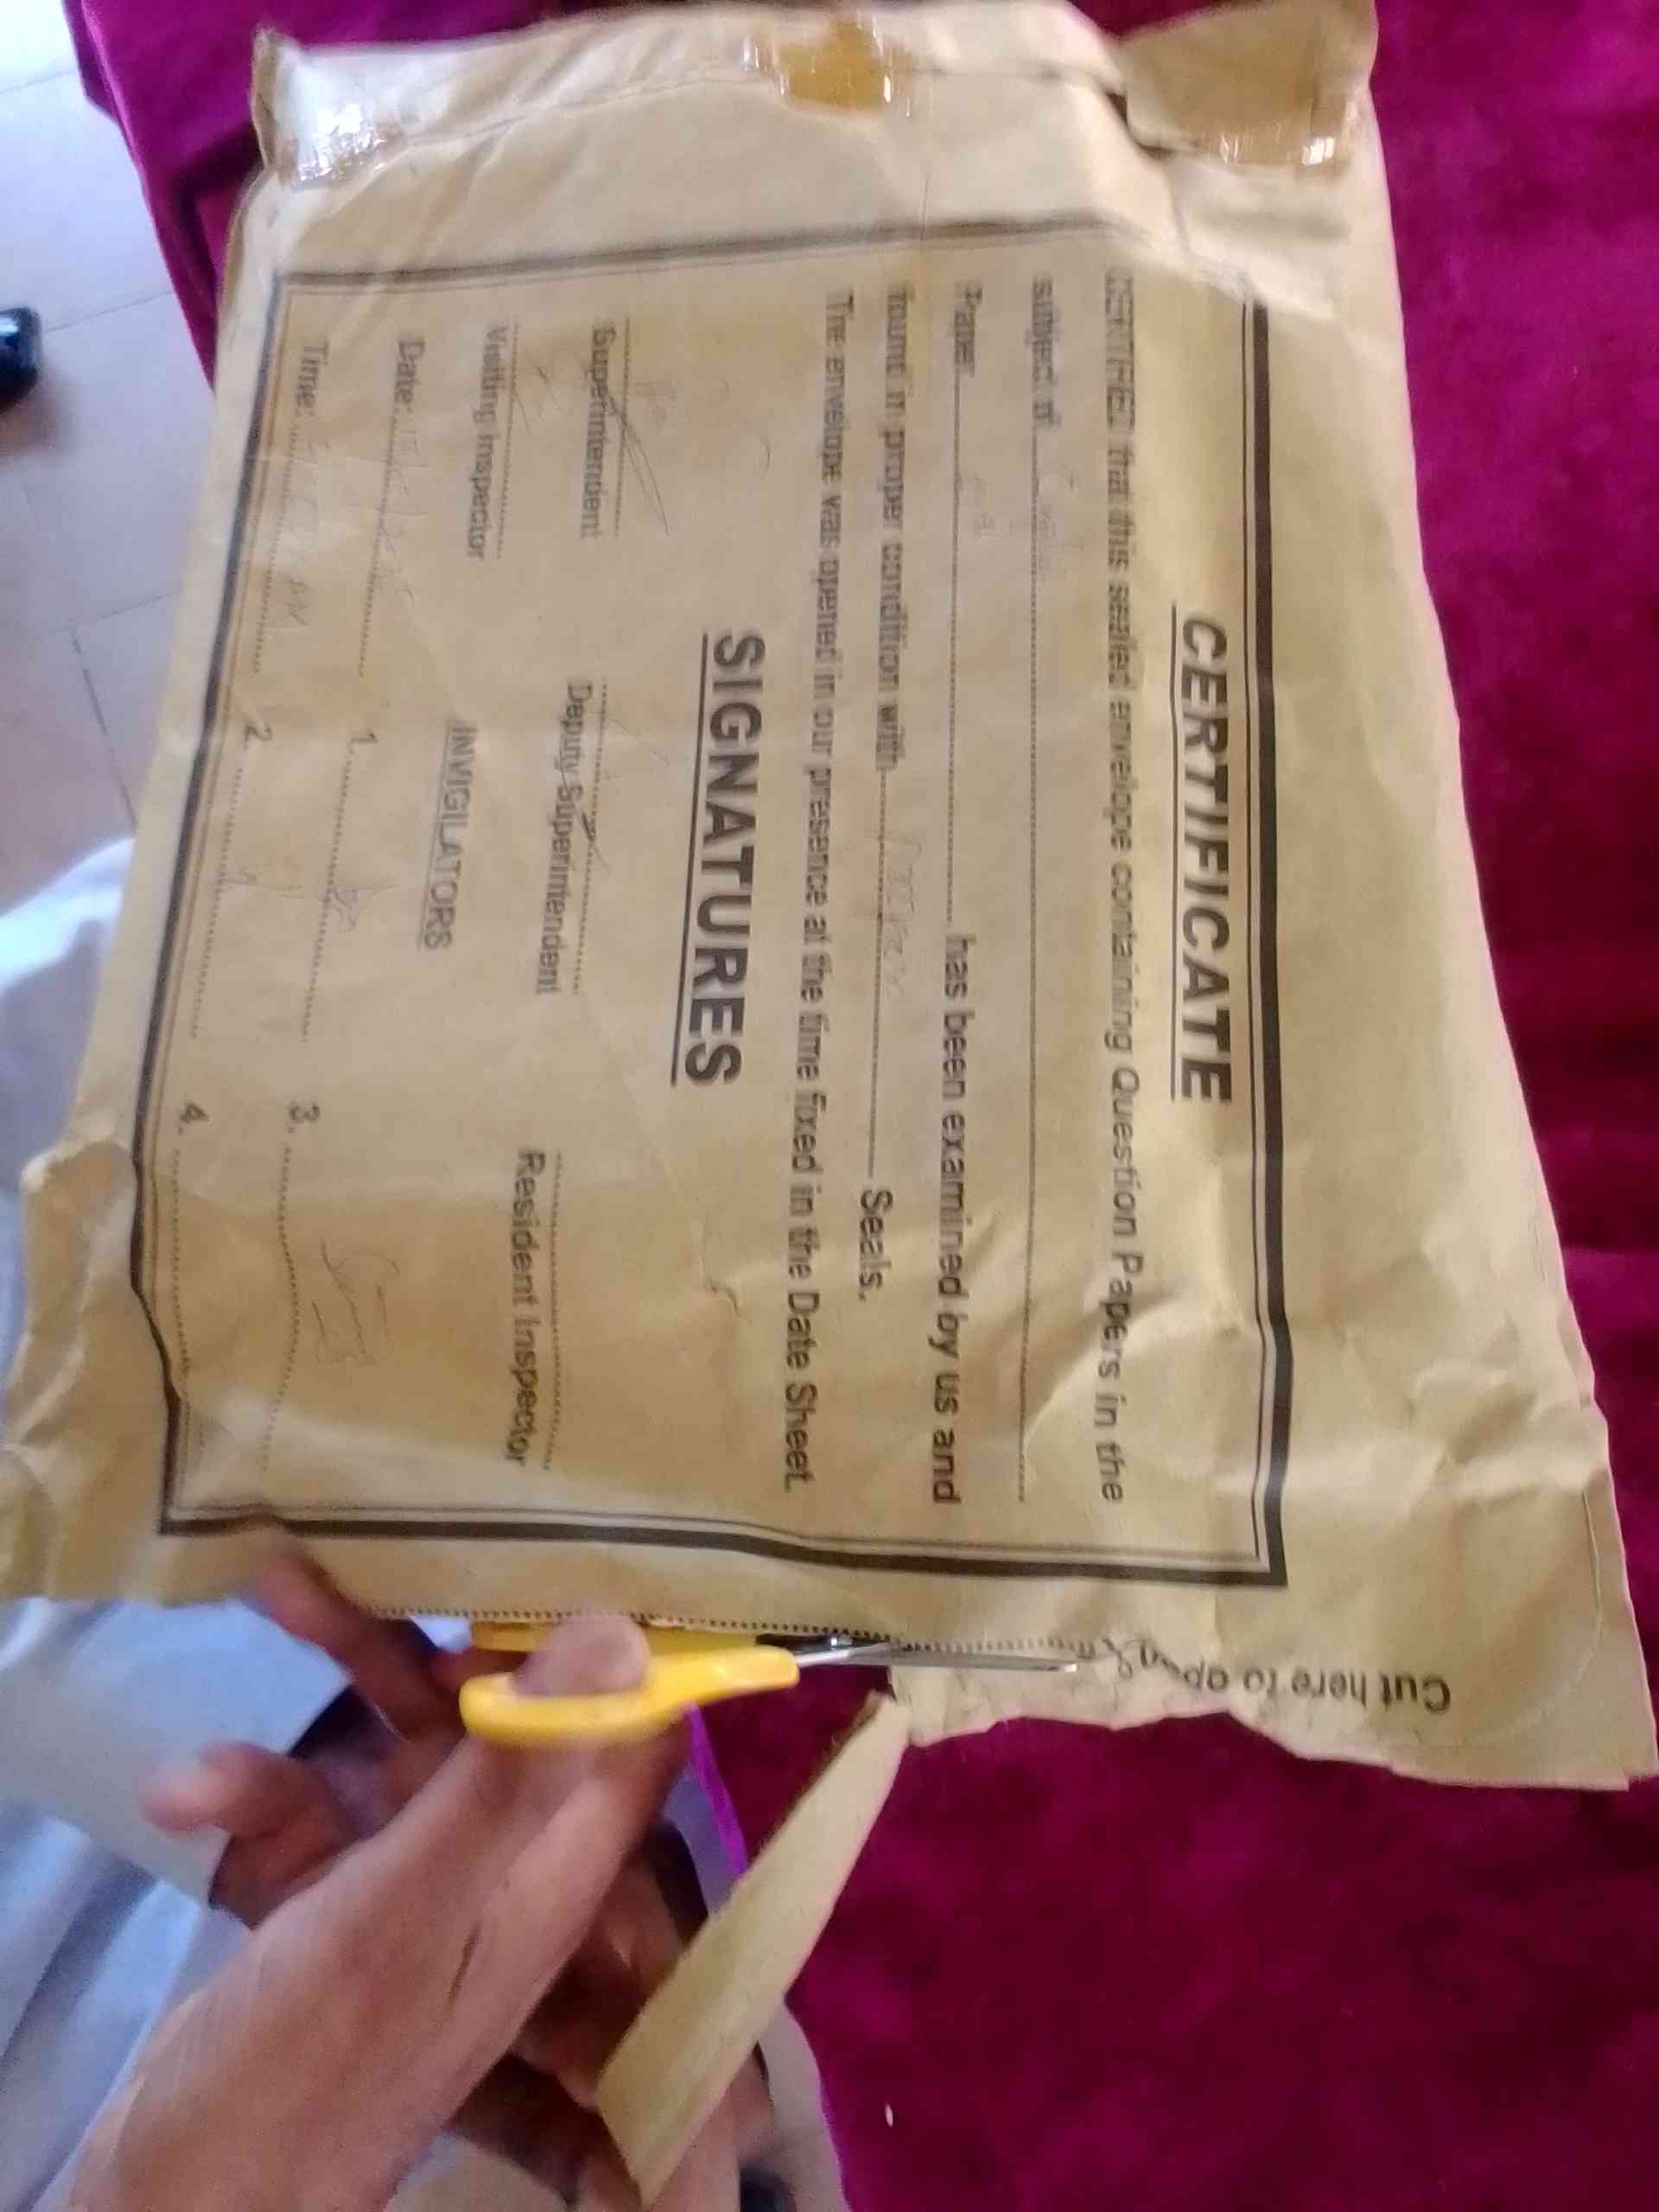 CERTIFICATE
CERTIFIED that this sealed envelope containing Question Papers in the
subject of
Paper has been examined by us and
found in proper condition with Seals.
The envelope was opened in our presence at the time fixed in the Date Sheet.
SIGNATURES
Superintendent Deputy Superintendent Resident Inspector
Visiting Inspector
INVIGILATORS
Date: 1. 3.
Time: 2. 4.
Cut here to open